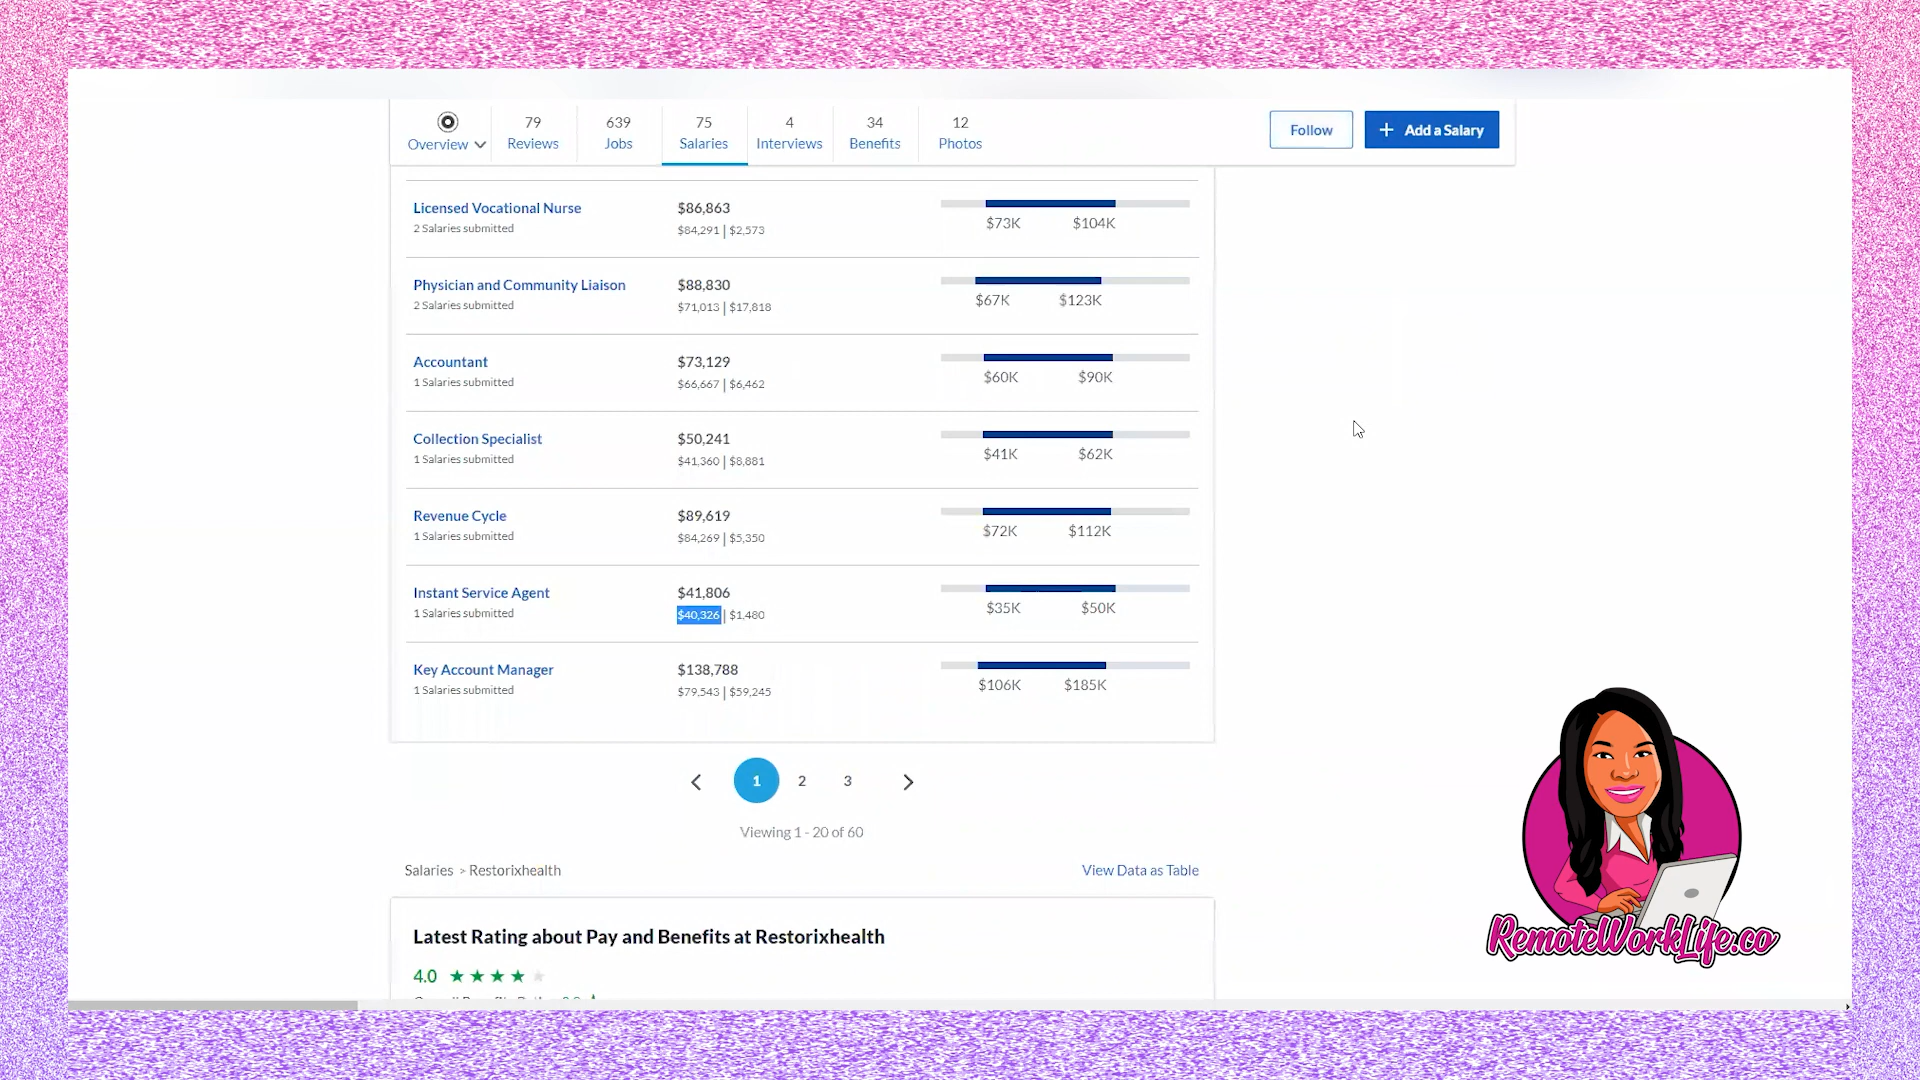 Overview
79
Reviews
639
Jobs
75
Salaries
4
Interviews
34
Benefits
12
Photos
Follow
+ Add a Salary
Licensed Vocational Nurse
2 Salaries submitted
$86,863
$84,291 | $2,573
$73K $104K
Physician and Community Liaison
2 Salaries submitted
$88,830
$71,013 | $17,818
$67K $123K
Accountant
1 Salaries submitted
$73,129
$66,667 | $6,462
$60K $90K
Collection Specialist
1 Salaries submitted
$50,241
$41,360 | $8,881
$41K $62K
Revenue Cycle
1 Salaries submitted
$89,619
$84,269 | $5,350
$72K $112K
Instant Service Agent
1 Salaries submitted
$41,806
$40,326 | $1,480
$35K $50K
Key Account Manager
1 Salaries submitted
$138,788
$79,543 | $59,245
$106K $185K
1 2 3
Viewing 1 - 20 of 60
Salaries > Restorixhealth
View Data as Table
Latest Rating about Pay and Benefits at Restorixhealth
4.0
RemoteWorkLife.co